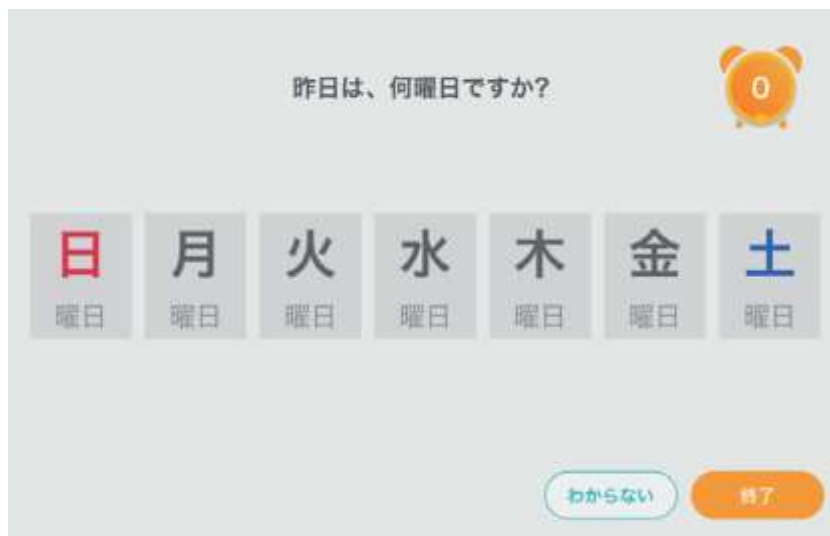 昨日は、何曜日ですか?
0
日 月 火 水 木 金 土
曜日 曜日 曜日 曜日 曜日 曜日 曜日
わからない 終了